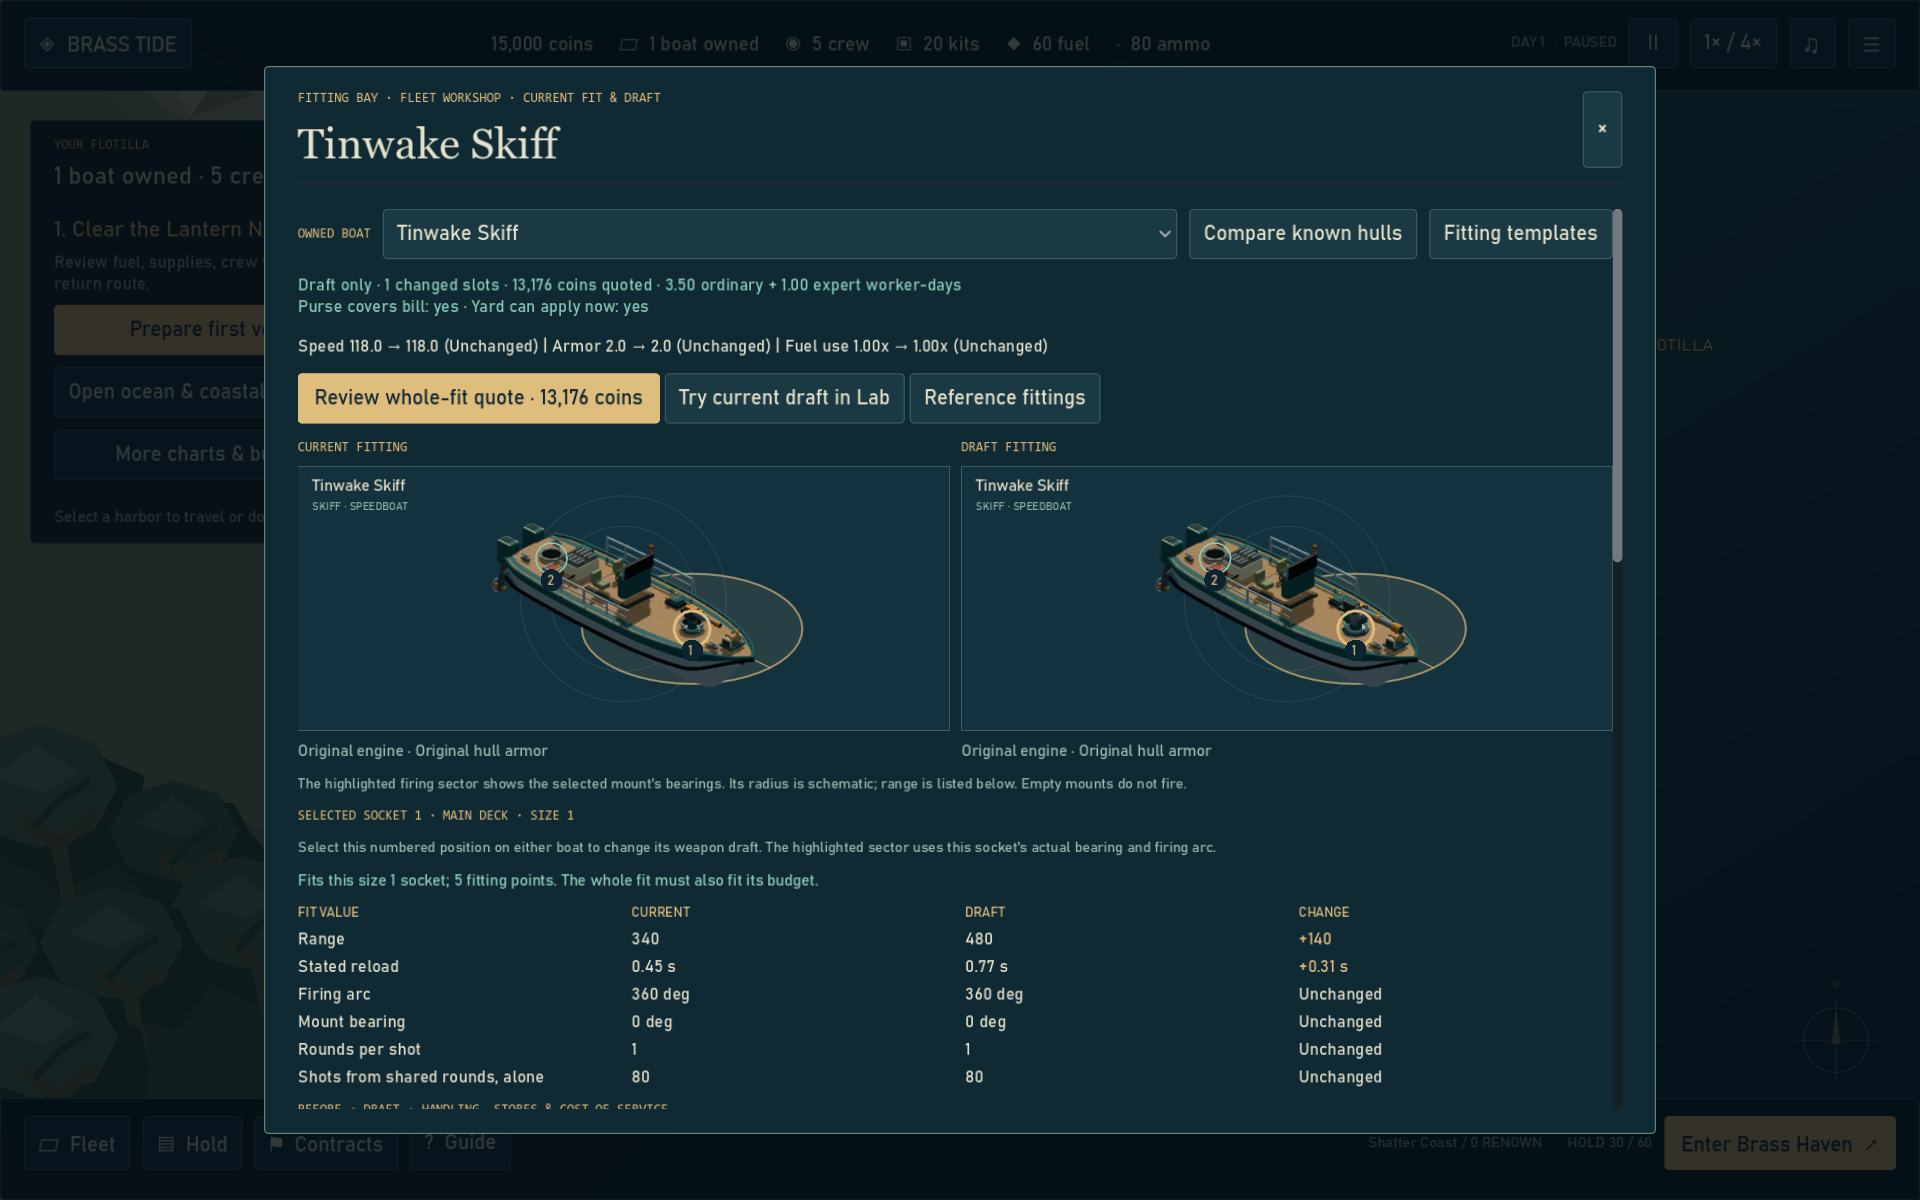 BRASS TIDE
15,000 coins
1 boat owned
5 crew
20 kits
60 fuel
· 80 ammo
DAY 1 · PAUSED
1× / 4×
YOUR FLOTILLA
1 boat owned · 5 cre
1. Clear the Lantern N
Review fuel, supplies, crew
return route.
Prepare first v
Open ocean & coastal
More charts & b
Select a harbor to travel or do
OTILLA
FITTING BAY · FLEET WORKSHOP · CURRENT FIT & DRAFT
Tinwake Skiff
×
OWNED BOAT
Tinwake Skiff
Compare known hulls
Fitting templates
Draft only · 1 changed slots · 13,176 coins quoted · 3.50 ordinary + 1.00 expert worker-days
Purse covers bill: yes · Yard can apply now: yes
Speed 118.0 → 118.0 (Unchanged) | Armor 2.0 → 2.0 (Unchanged) | Fuel use 1.00x → 1.00x (Unchanged)
Review whole-fit quote · 13,176 coins
Try current draft in Lab
Reference fittings
CURRENT FITTING
Tinwake Skiff
SKIFF · SPEEDBOAT
2
1
Original engine · Original hull armor
DRAFT FITTING
Tinwake Skiff
SKIFF · SPEEDBOAT
2
1
Original engine · Original hull armor
The highlighted firing sector shows the selected mount's bearings. Its radius is schematic; range is listed below. Empty mounts do not fire.
SELECTED SOCKET 1 · MAIN DECK · SIZE 1
Select this numbered position on either boat to change its weapon draft. The highlighted sector uses this socket's actual bearing and firing arc.
Fits this size 1 socket; 5 fitting points. The whole fit must also fit its budget.
FIT VALUE CURRENT DRAFT CHANGE
Range 340 480 +140
Stated reload 0.45 s 0.77 s +0.31 s
Firing arc 360 deg 360 deg Unchanged
Mount bearing 0 deg 0 deg Unchanged
Rounds per shot 1 1 Unchanged
Shots from shared rounds, alone 80 80 Unchanged
BEFORE · DRAFT · HANDLING, STORES & COST OF SERVICE
N
Fleet
Hold
Contracts
? Guide
Shatter Coast / 0 RENOWN · HOLD 30 / 60
Enter Brass Haven ↗